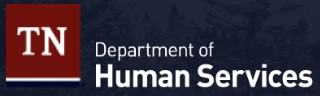 TN
Department of
Human Services